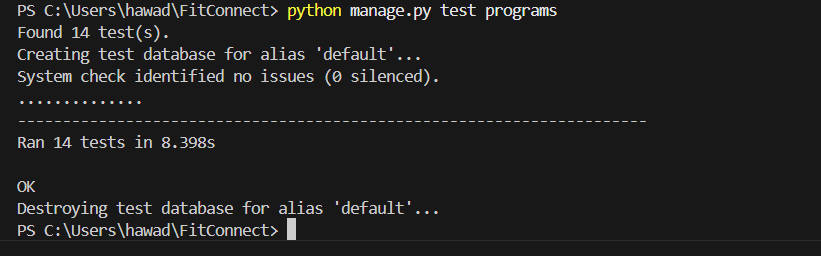 PS C:\Users\hawad\FitConnect> python manage.py test programs
Found 14 test(s).
Creating test database for alias 'default'...
System check identified no issues (0 silenced).
..............
----------------------------------------------------------------------
Ran 14 tests in 8.398s
OK
Destroying test database for alias 'default'...
PS C:\Users\hawad\FitConnect>